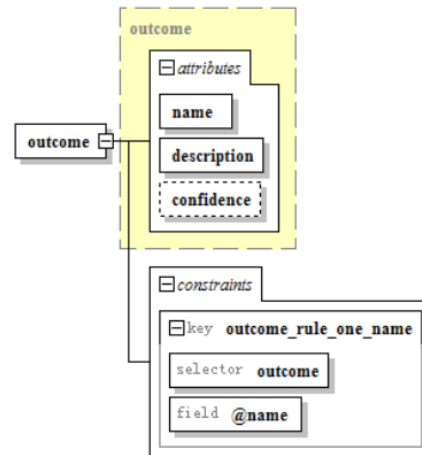 outcome
attributes
name
outcome
description
confidence
constraints
key outcome_rule_one_name
selector outcome
field @name